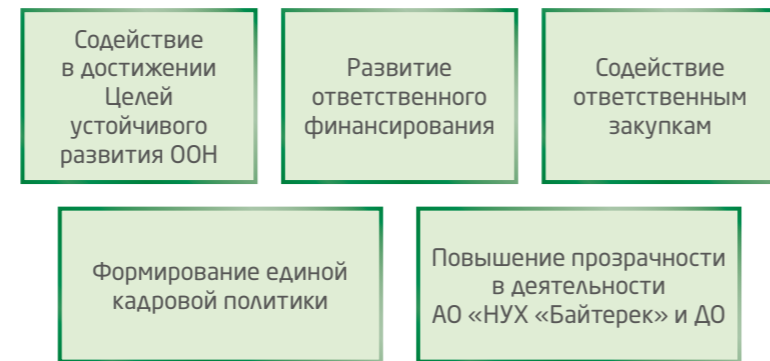 Содействие
в достижении
Целей
устойчивого
развития ООН
Развитие
ответственного
финансирования
Содействие
ответственным
закупкам
Формирование единой
кадровой политики
Повышение прозрачности
в деятельности
АО «НУХ «Байтерек» и ДО